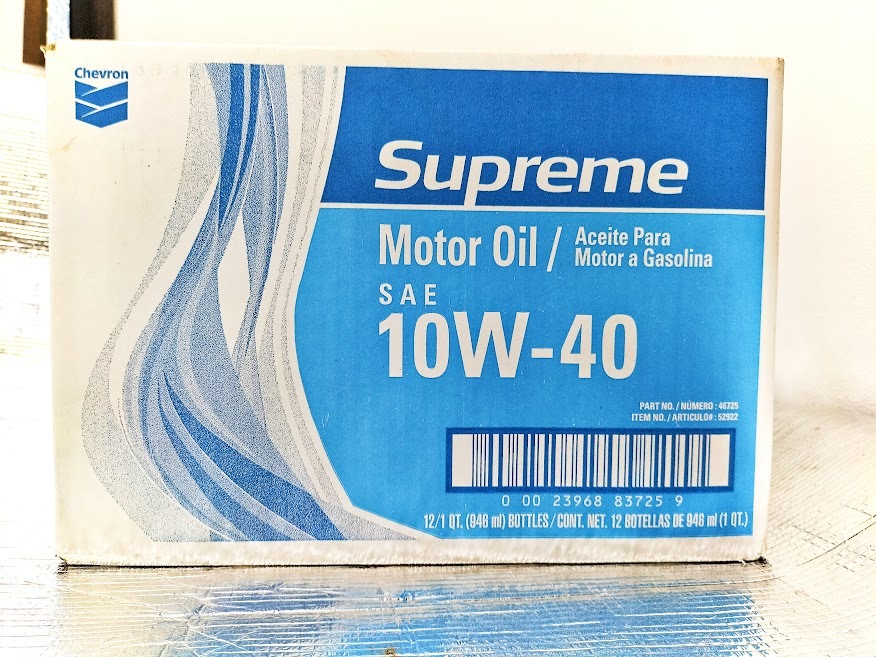 Chevron
Supreme
Motor Oil / Aceite Para
Motor a Gasolina
SAE
10W-40
PART NO. / NÚMERO : 46725
ITEM NO. / ARTICULO# : 52922
0 00 23968 83725 9
12/1 QT. (946 ml) BOTTLES / CONT. NET. 12 BOTELLAS DE 946 ml (1 QT.)